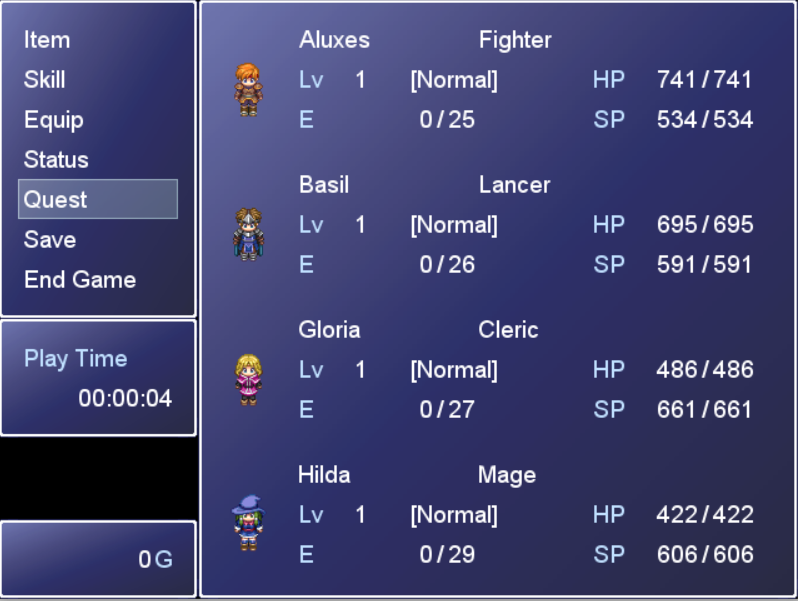 Item
Skill
Equip
Status
Quest
Save
End Game
Play Time
00:00:04
0G
Aluxes Fighter
Lv 1 [Normal] HP 741/741
E 0/25 SP 534/534
Basil Lancer
Lv 1 [Normal] HP 695/695
E 0/26 SP 591/591
Gloria Cleric
Lv 1 [Normal] HP 486/486
E 0/27 SP 661/661
Hilda Mage
Lv 1 [Normal] HP 422/422
E 0/29 SP 606/606